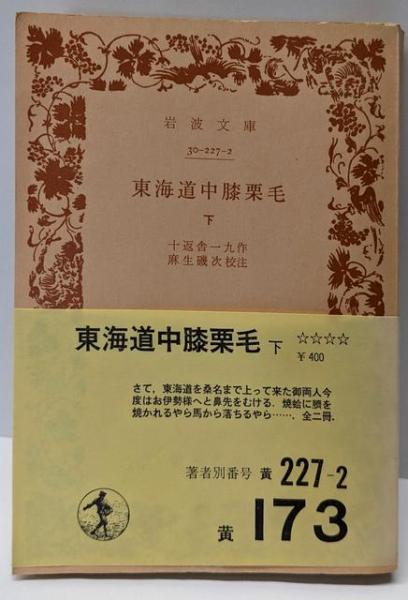 岩波文庫
30-227-2
東海道中膝栗毛
下
十返舎一九作
麻生磯次校注
東海道中膝栗毛 下 ☆☆☆☆
¥400
さて，東海道を桑名まで上って来た御両人今
度はお伊勢様へと鼻先をむける．焼蛤に臍を
焼かれるやら馬から落ちるやら……．全二冊．
著者別番号 黄 227-2
黄 173